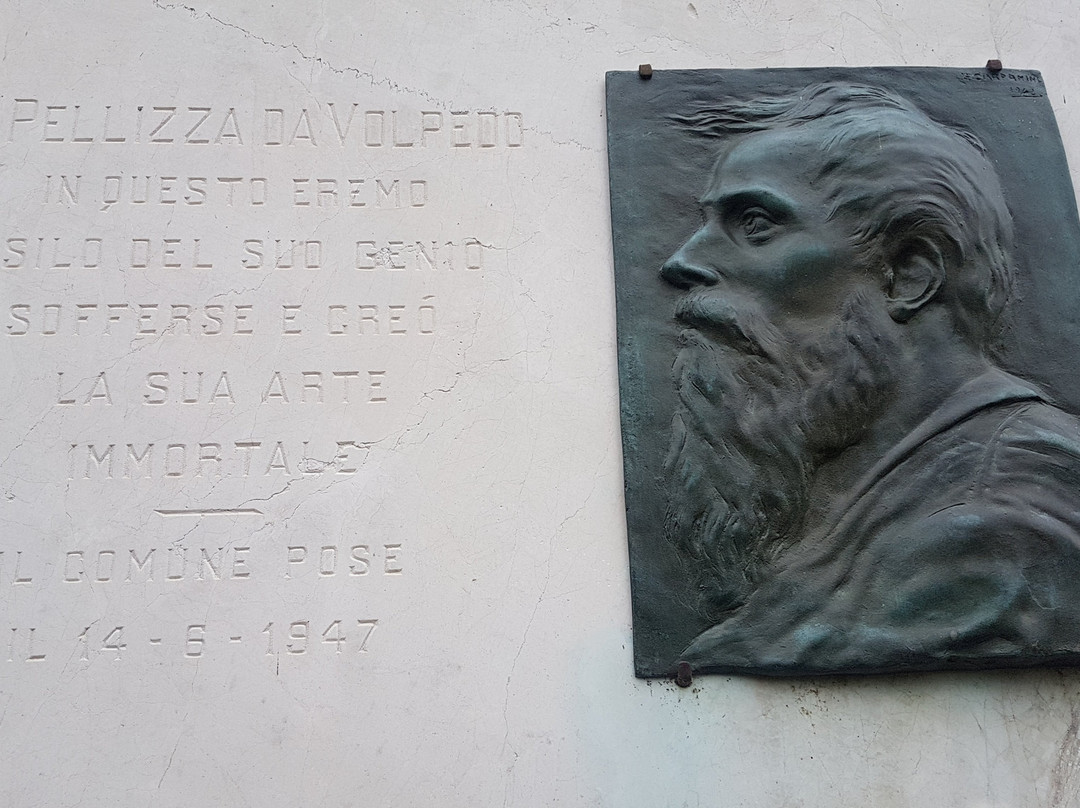 PELLIZZA DA VOLPEDO
IN QUESTO EREMO
SILO DEL SUO GENIO
SOFFERSE E CREÓ
LA SUA ARTE
IMMORTALE
IL COMUNE POSE
IL 14-6-1947